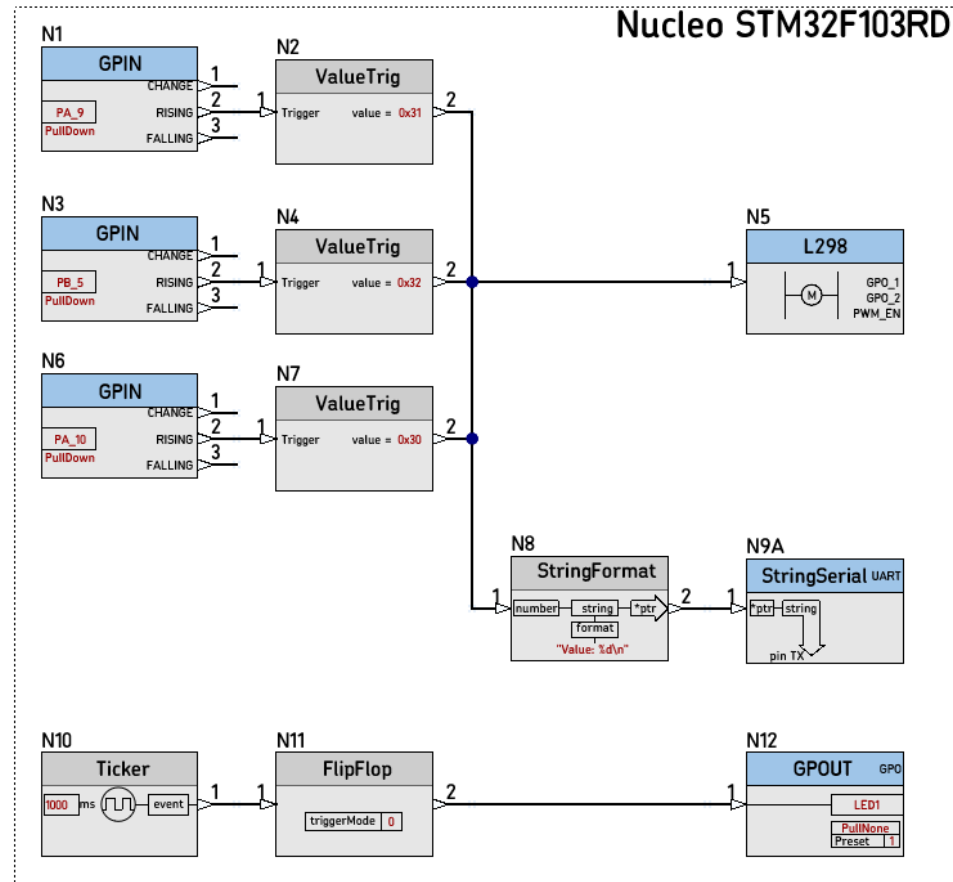 Nucleo STM32F103RD
N1
GPIN
CHANGE 1
PA_9 RISING 2
PullDown
FALLING 3
N2
ValueTrig
1 Trigger value = 0x31 2
N3
GPIN
CHANGE 1
PB_5 RISING 2
PullDown
FALLING 3
N4
ValueTrig
1 Trigger value = 0x32 2
N5
L298
1
M
GPO_1
GPO_2
PWM_EN
N6
GPIN
CHANGE 1
PA_10 RISING 2
PullDown
FALLING 3
N7
ValueTrig
1 Trigger value = 0x30 2
N8
StringFormat
1 number string *ptr 2
format
"Value: %d\n"
N9A
StringSerial UART
1 *ptr string
pin TX
N10
Ticker
1000 ms event 1
N11
FlipFlop
1 2
triggerMode 0
N12
GPOUT GPO
1 LED1
PullNone
Preset 1